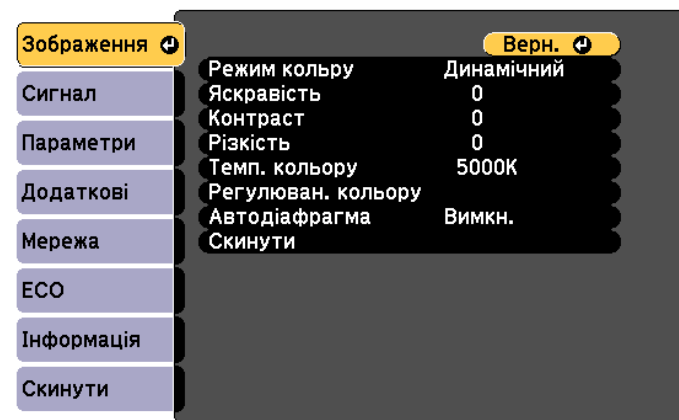 Зображення
Сигнал
Параметри
Додаткові
Мережа
ECO
Інформація
Скинути
Верн.
Режим кольру Динамічний
Яскравість 0
Контраст 0
Різкість 0
Темп. кольору 5000K
Регулюван. кольору
Автодіафрагма Вимкн.
Скинути